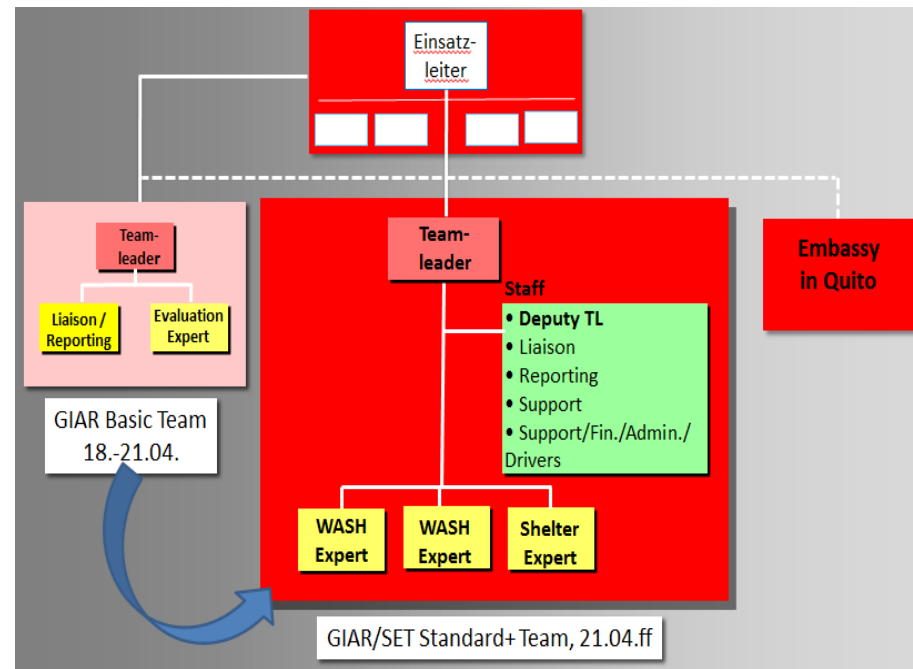 Einsatz-
leiter
Team-
leader
Liaison /
Reporting
Evaluation
Expert
GIAR Basic Team
18.-21.04.
Team-
leader
Staff
• Deputy TL
• Liaison
• Reporting
• Support
• Support/Fin./Admin./
Drivers
WASH
Expert
WASH
Expert
Shelter
Expert
GIAR/SET Standard+ Team, 21.04.ff
Embassy
in Quito